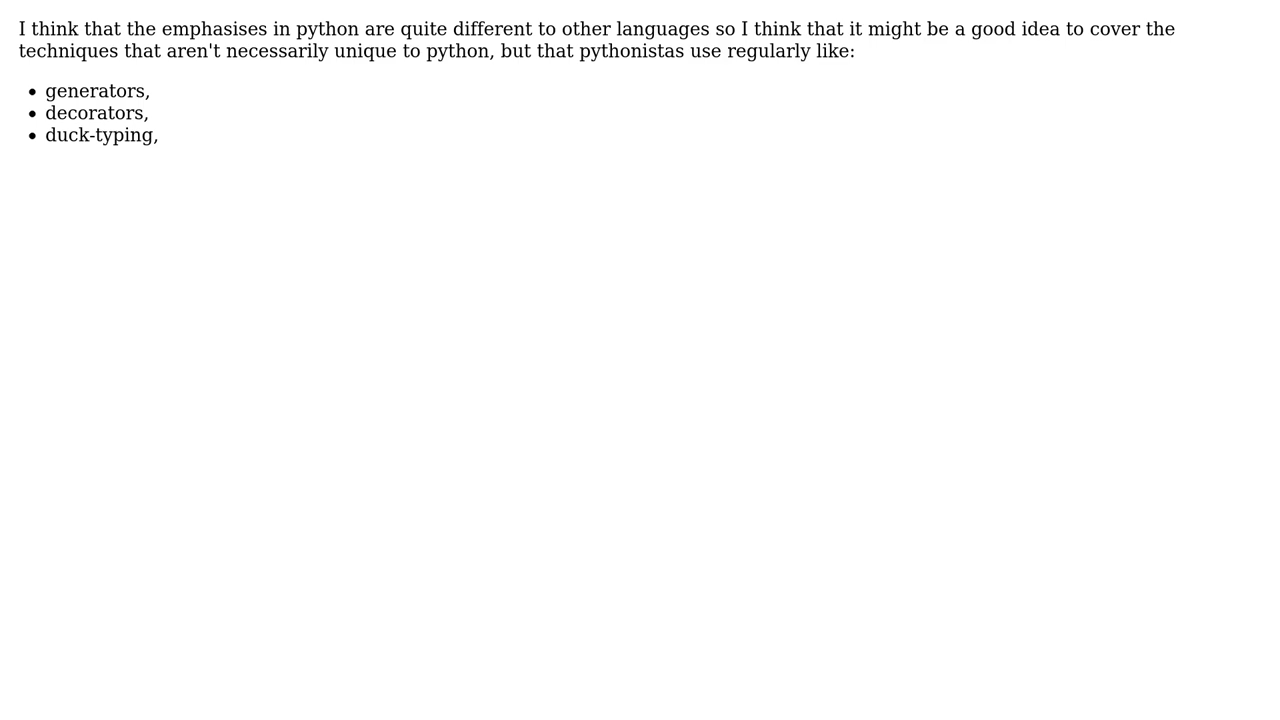 I think that the emphasises in python are quite different to other languages so I think that it might be a good idea to cover the
techniques that aren't necessarily unique to python, but that pythonistas use regularly like:
• generators,
• decorators,
• duck-typing,